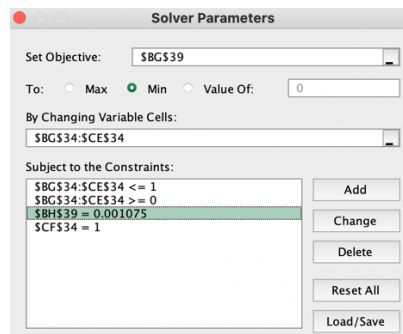 Solver Parameters
Set Objective: $BG$39
To: Max Min Value Of: 0
By Changing Variable Cells:
$BG$34:$CE$34
Subject to the Constraints:
$BG$34:$CE$34 <= 1
$BG$34:$CE$34 >= 0
$BH$39 = 0.001075
$CF$34 = 1
Add
Change
Delete
Reset All
Load/Save